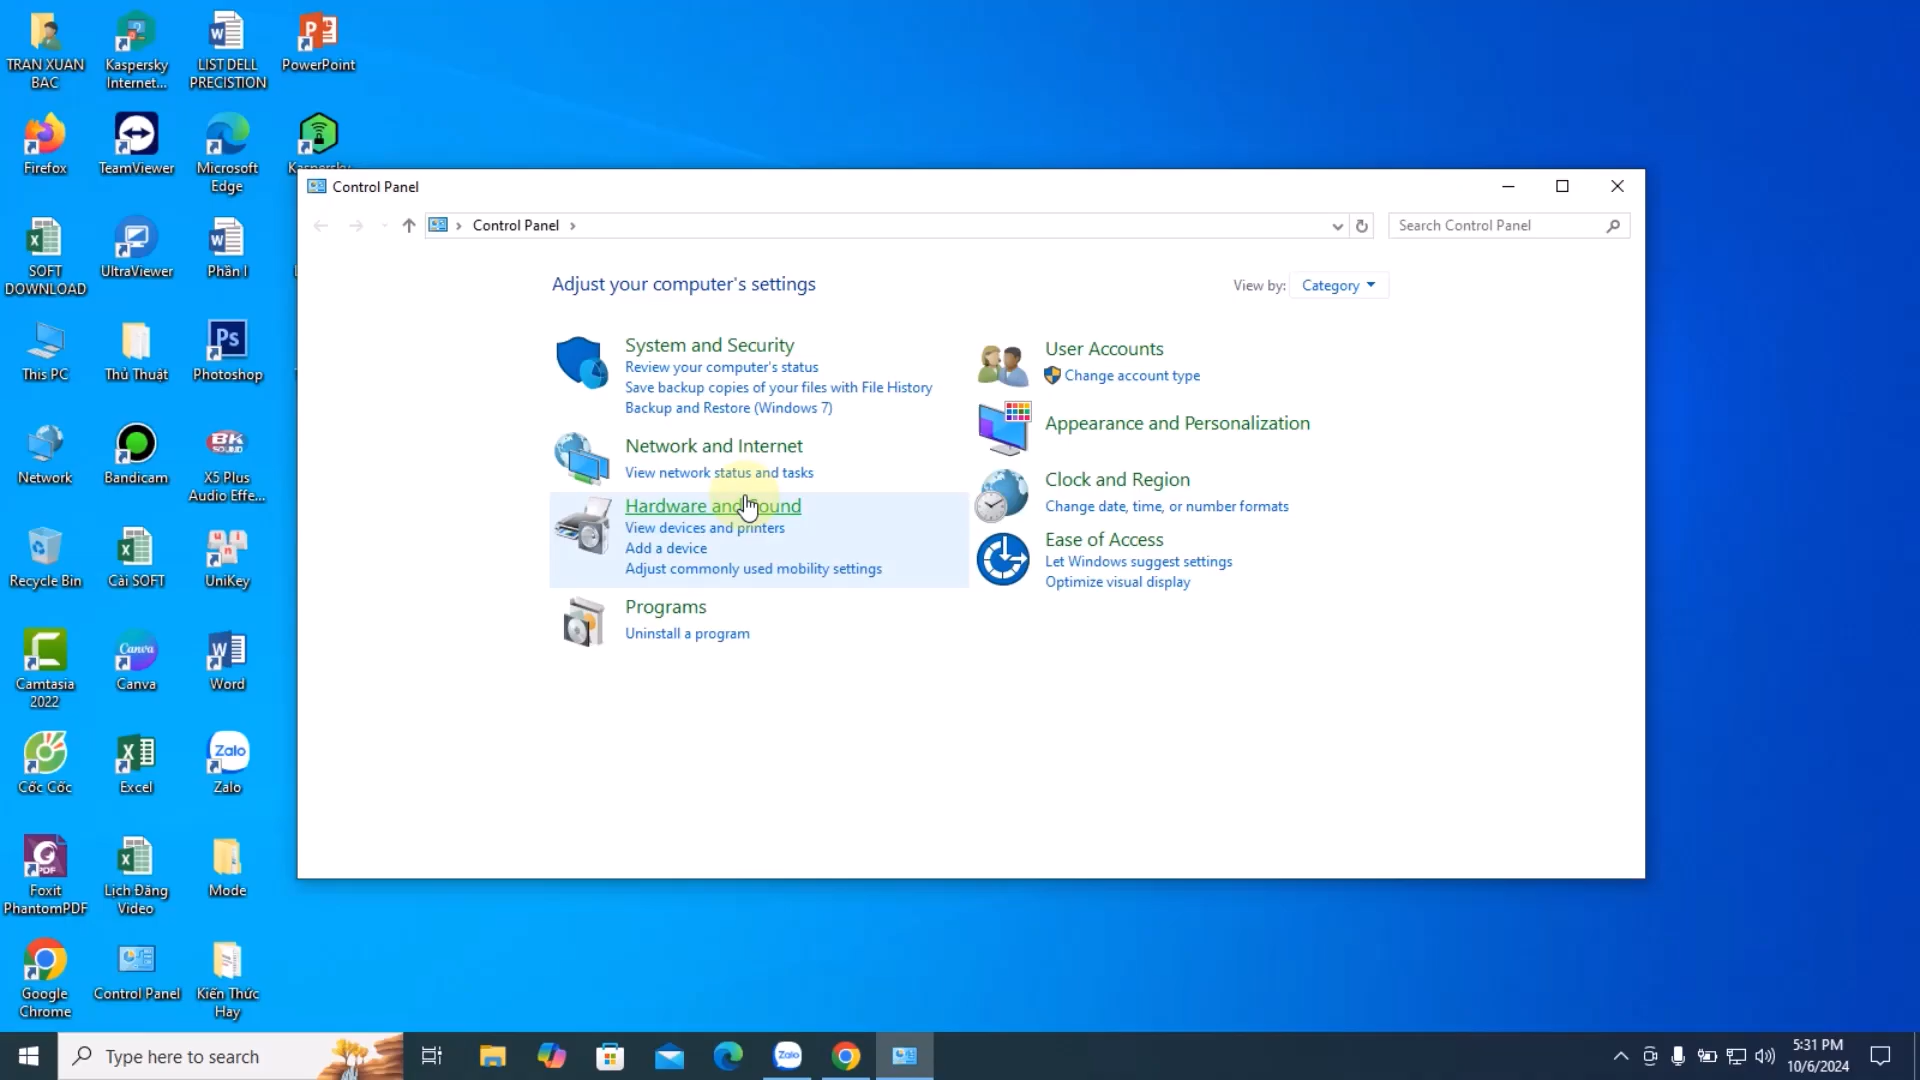 TRAN XUAN
BAC
Kaspersky
Internet...
LIST DELL
PRECISTION
PowerPoint
Firefox
TeamViewer
Microsoft
Edge
SOFT
DOWNLOAD
UltraViewer
Phần I
This PC
Thủ Thuật
Photoshop
Network
Bandicam
X5 Plus
Audio Effe...
Recycle Bin
Cài SOFT
UniKey
Camtasia
2022
Canva
Word
Cốc Cốc
Excel
Zalo
Foxit
PhantomPDF
Lịch Đăng
Video
Mode
Google
Chrome
Control Panel
Kiến Thức
Hay
Control Panel
Control Panel
Search Control Panel
Adjust your computer's settings
View by: Category
System and Security
Review your computer's status
Save backup copies of your files with File History
Backup and Restore (Windows 7)
Network and Internet
View network status and tasks
Hardware and Sound
View devices and printers
Add a device
Adjust commonly used mobility settings
Programs
Uninstall a program
User Accounts
Change account type
Appearance and Personalization
Clock and Region
Change date, time, or number formats
Ease of Access
Let Windows suggest settings
Optimize visual display
Type here to search
Zalo
5:31 PM
10/6/2024